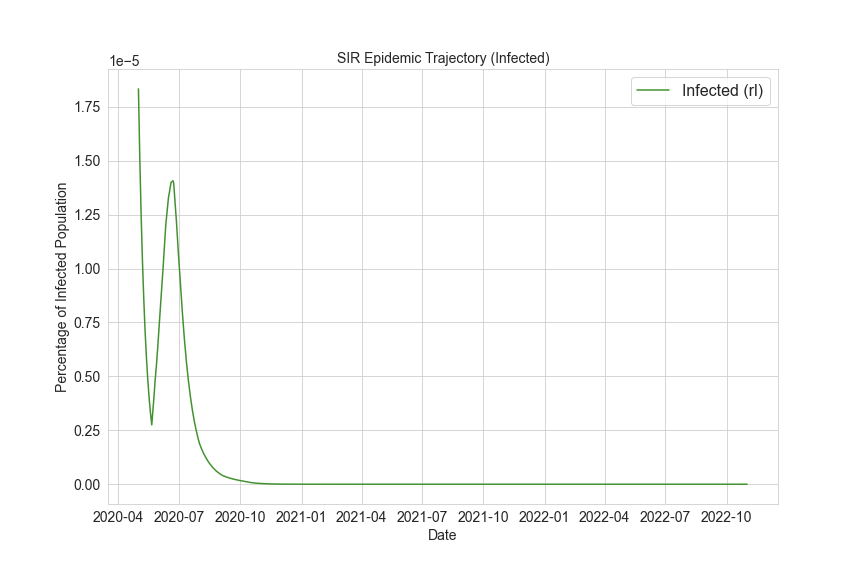 SIR Epidemic Trajectory (Infected)
1e−5
Infected (rI)
1.75
1.50
1.25
1.00
0.75
0.50
0.25
0.00
Percentage of Infected Population
2020-04 2020-07 2020-10 2021-01 2021-04 2021-07 2021-10 2022-01 2022-04 2022-07 2022-10
Date